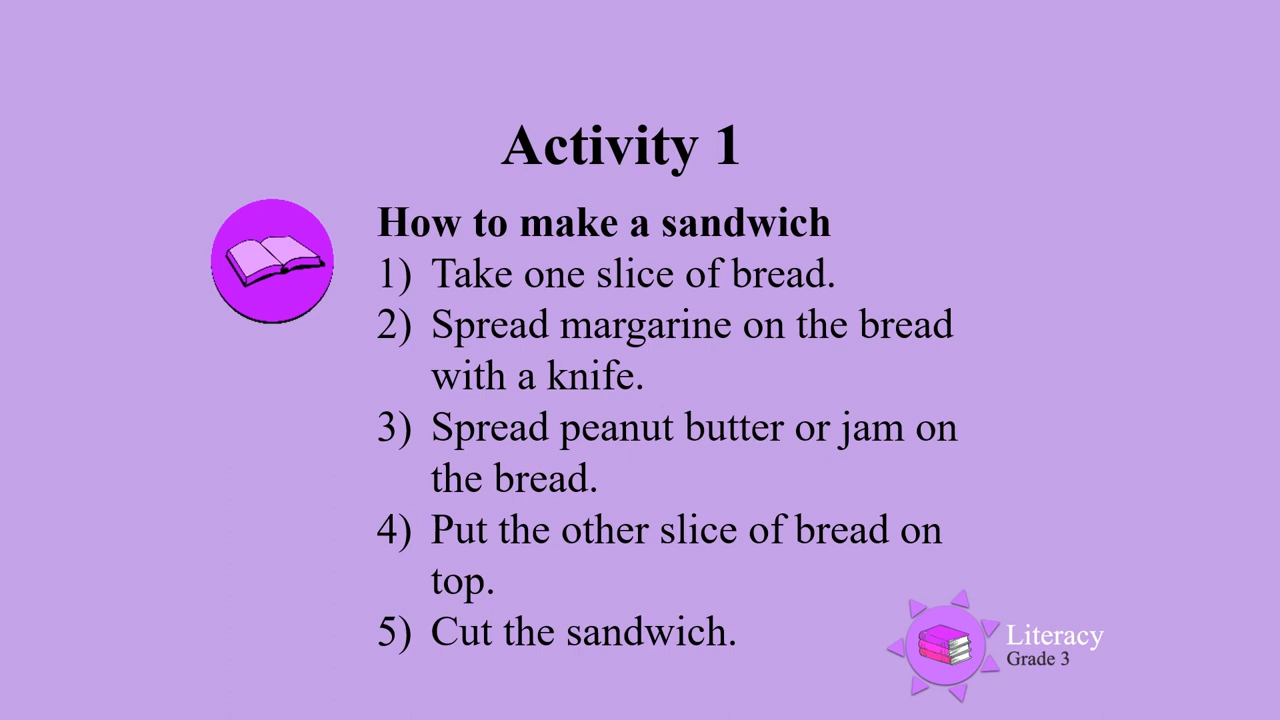 Activity 1
How to make a sandwich
1) Take one slice of bread.
2) Spread margarine on the bread
with a knife.
3) Spread peanut butter or jam on
the bread.
4) Put the other slice of bread on
top.
5) Cut the sandwich.
Literacy
Grade 3